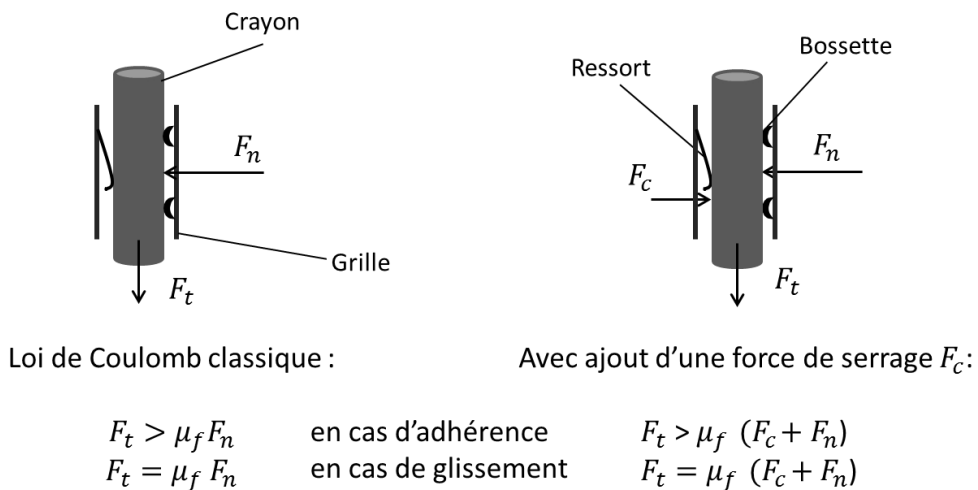 Crayon
F_n
Grille
F_t
Ressort
Bossette
F_c
F_n
F_t
Loi de Coulomb classique :
Avec ajout d'une force de serrage F_c:
F_t > μ_f F_n en cas d'adhérence F_t > μ_f (F_c + F_n)
F_t = μ_f F_n en cas de glissement F_t = μ_f (F_c + F_n)